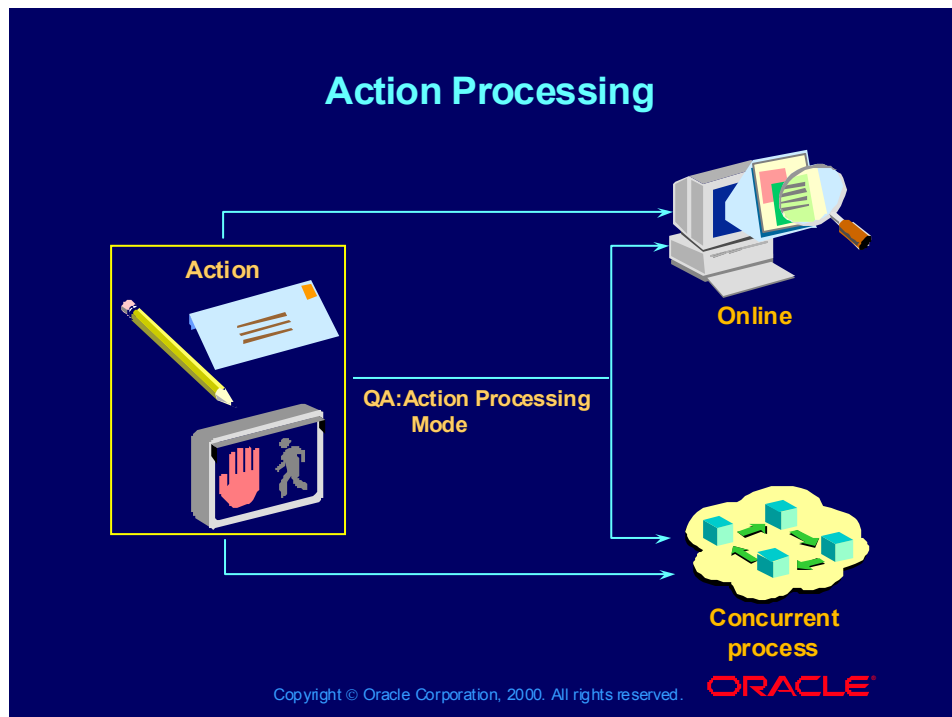 Action Processing
Action
Online
QA:Action Processing
Mode
Concurrent
process
Copyright © Oracle Corporation, 2000. All rights reserved.
ORACLE®